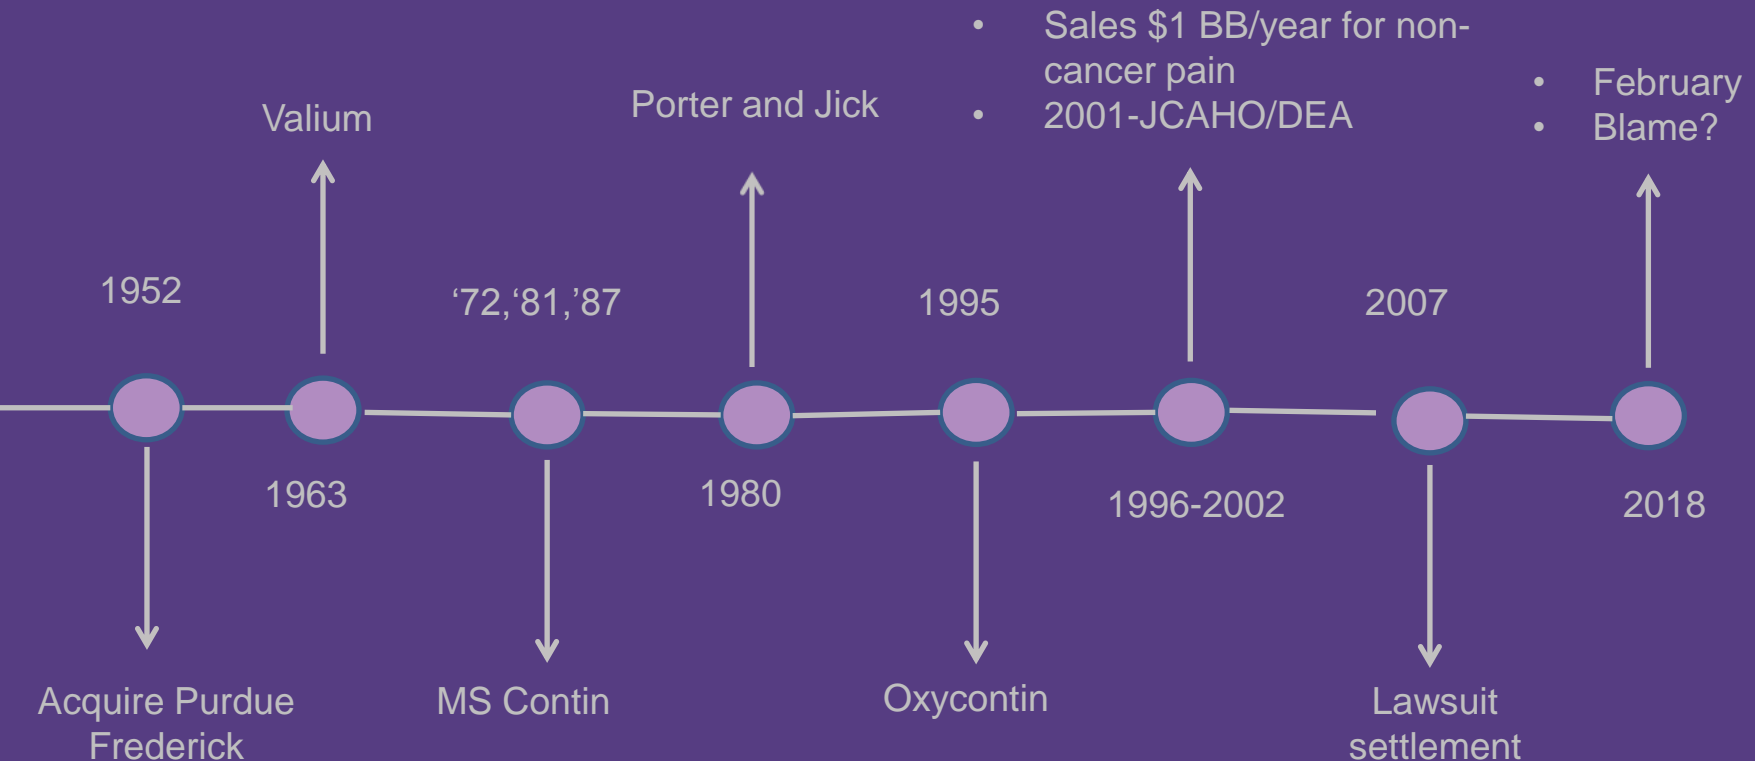 • Sales $1 BB/year for non-
cancer pain
• 2001-JCAHO/DEA
• February
• Blame?
Valium
Porter and Jick
1952
‘72,‘81,’87
1995
2007
1963
1980
1996-2002
2018
Acquire Purdue
Frederick
MS Contin
Oxycontin
Lawsuit
settlement